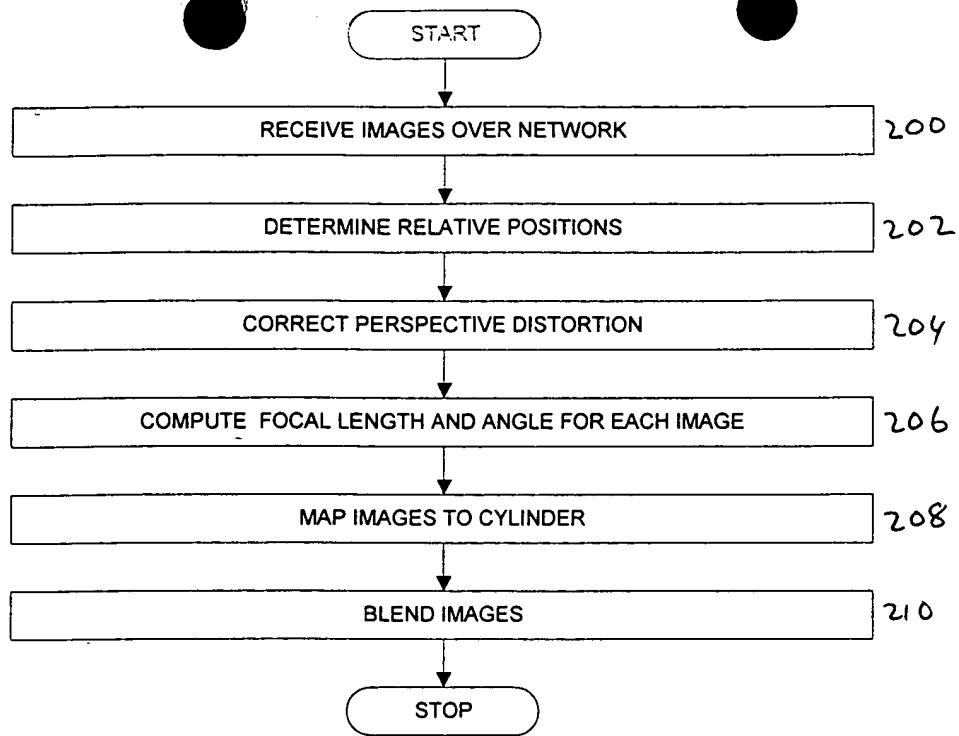 START
RECEIVE IMAGES OVER NETWORK 200
DETERMINE RELATIVE POSITIONS 202
CORRECT PERSPECTIVE DISTORTION 204
COMPUTE FOCAL LENGTH AND ANGLE FOR EACH IMAGE 206
MAP IMAGES TO CYLINDER 208
BLEND IMAGES 210
STOP